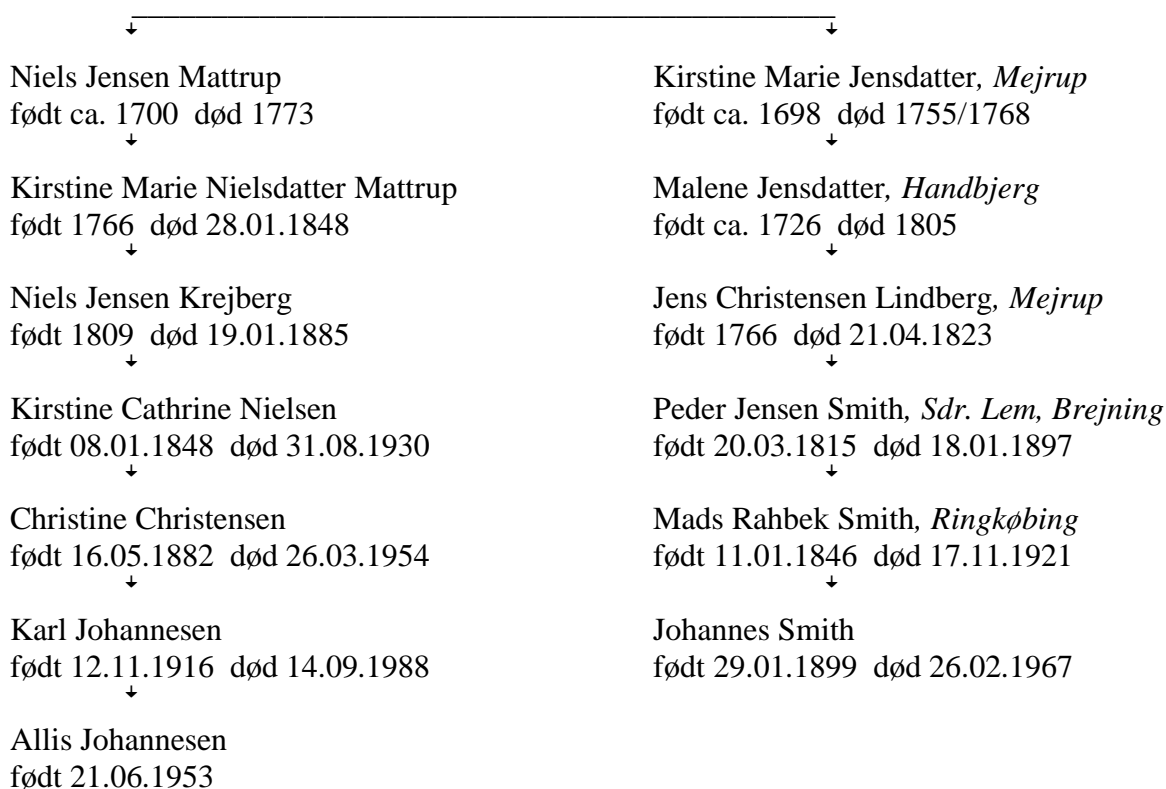 Niels Jensen Mattrup
født ca. 1700 død 1773
Kirstine Marie Nielsdatter Mattrup
født 1766 død 28.01.1848
Niels Jensen Krejberg
født 1809 død 19.01.1885
Kirstine Cathrine Nielsen
født 08.01.1848 død 31.08.1930
Christine Christensen
født 16.05.1882 død 26.03.1954
Karl Johannesen
født 12.11.1916 død 14.09.1988
Allis Johannesen
født 21.06.1953
Kirstine Marie Jensdatter, Mejrup
født ca. 1698 død 1755/1768
Malene Jensdatter, Handbjerg
født ca. 1726 død 1805
Jens Christensen Lindberg, Mejrup
født 1766 død 21.04.1823
Peder Jensen Smith, Sdr. Lem, Brejning
født 20.03.1815 død 18.01.1897
Mads Rahbek Smith, Ringkøbing
født 11.01.1846 død 17.11.1921
Johannes Smith
født 29.01.1899 død 26.02.1967